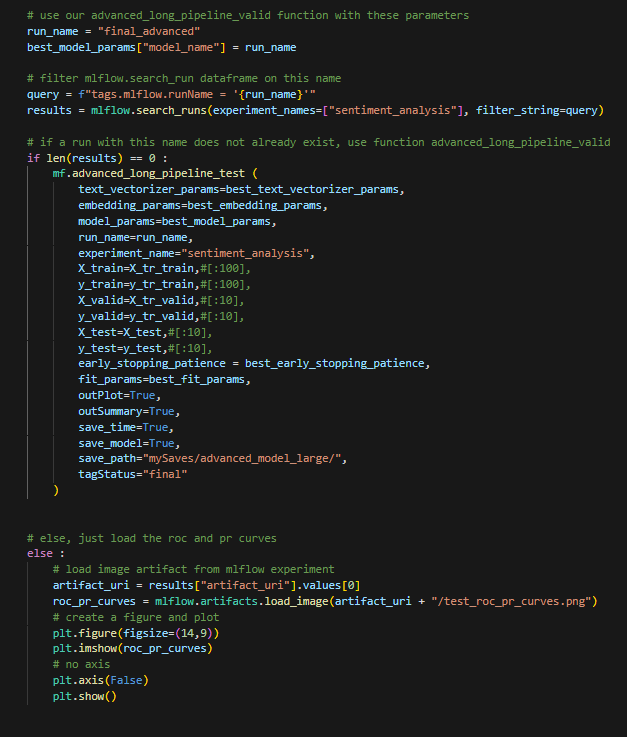 # use our advanced_long_pipeline_valid function with these parameters
run_name = "final_advanced"
best_model_params["model_name"] = run_name

# filter mlflow.search_run dataframe on this name
query = f"tags.mlflow.runName = '{run_name}'"
results = mlflow.search_runs(experiment_names=["sentiment_analysis"], filter_string=query)

# if a run with this name does not already exist, use function advanced_long_pipeline_valid
if len(results) == 0 :
    mf.advanced_long_pipeline_test (
        text_vectorizer_params=best_text_vectorizer_params,
        embedding_params=best_embedding_params,
        model_params=best_model_params,
        run_name=run_name,
        experiment_name="sentiment_analysis",
        X_train=X_tr_train,#[:100],
        y_train=y_tr_train,#[:100],
        X_valid=X_tr_valid,#[:10],
        y_valid=y_tr_valid,#[:10],
        X_test=X_test,#[:10],
        y_test=y_test,#[:10],
        early_stopping_patience = best_early_stopping_patience,
        fit_params=best_fit_params,
        outPlot=True,
        outSummary=True,
        save_time=True,
        save_model=True,
        save_path="mySaves/advanced_model_large/",
        tagStatus="final"
    )

# else, just load the roc and pr curves
else :
    # load image artifact from mlflow experiment
    artifact_uri = results["artifact_uri"].values[0]
    roc_pr_curves = mlflow.artifacts.load_image(artifact_uri + "/test_roc_pr_curves.png")
    # create a figure and plot
    plt.figure(figsize=(14,9))
    plt.imshow(roc_pr_curves)
    # no axis
    plt.axis(False)
    plt.show()